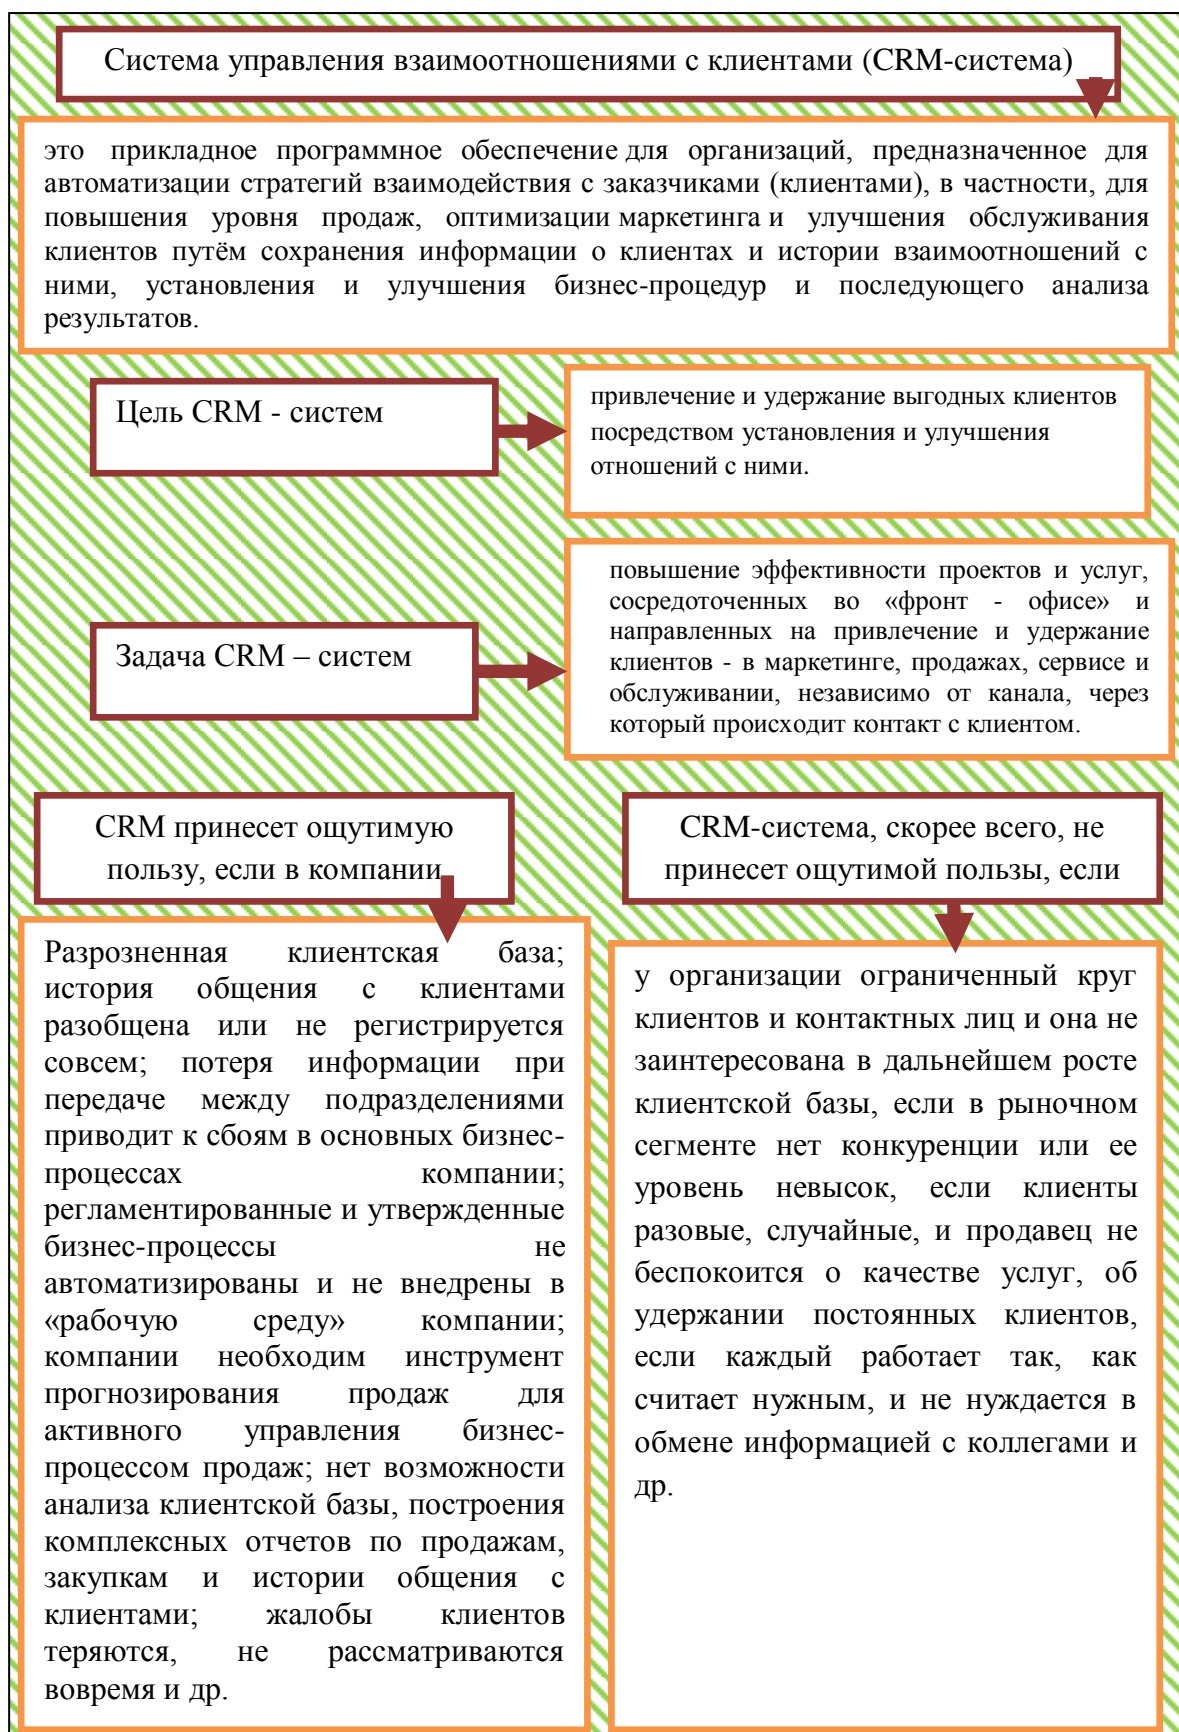 Система управления взаимоотношениями с клиентами (CRM-система)
это прикладное программное обеспечение для организаций, предназначенное для
автоматизации стратегий взаимодействия с заказчиками (клиентами), в частности, для
повышения уровня продаж, оптимизации маркетинга и улучшения обслуживания
клиентов путём сохранения информации о клиентах и истории взаимоотношений с
ними, установления и улучшения бизнес-процедур и последующего анализа
результатов.
Цель CRM - систем
привлечение и удержание выгодных клиентов
посредством установления и улучшения
отношений с ними.
Задача CRM – систем
повышение эффективности проектов и услуг,
сосредоточенных во «фронт - офисе» и
направленных на привлечение и удержание
клиентов - в маркетинге, продажах, сервисе и
обслуживании, независимо от канала, через
который происходит контакт с клиентом.
CRM принесет ощутимую
пользу, если в компании
Разрозненная клиентская база;
история общения с клиентами
разобщена или не регистрируется
совсем; потеря информации при
передаче между подразделениями
приводит к сбоям в основных бизнес-
процессах компании;
регламентированные и утвержденные
бизнес-процессы не
автоматизированы и не внедрены в
«рабочую среду» компании;
компании необходим инструмент
прогнозирования продаж для
активного управления бизнес-
процессом продаж; нет возможности
анализа клиентской базы, построения
комплексных отчетов по продажам,
закупкам и истории общения с
клиентами; жалобы клиентов
теряются, не рассматриваются
вовремя и др.
CRM-система, скорее всего, не
принесет ощутимой пользы, если
у организации ограниченный круг
клиентов и контактных лиц и она не
заинтересована в дальнейшем росте
клиентской базы, если в рыночном
сегменте нет конкуренции или ее
уровень невысок, если клиенты
разовые, случайные, и продавец не
беспокоится о качестве услуг, об
удержании постоянных клиентов,
если каждый работает так, как
считает нужным, и не нуждается в
обмене информацией с коллегами и
др.